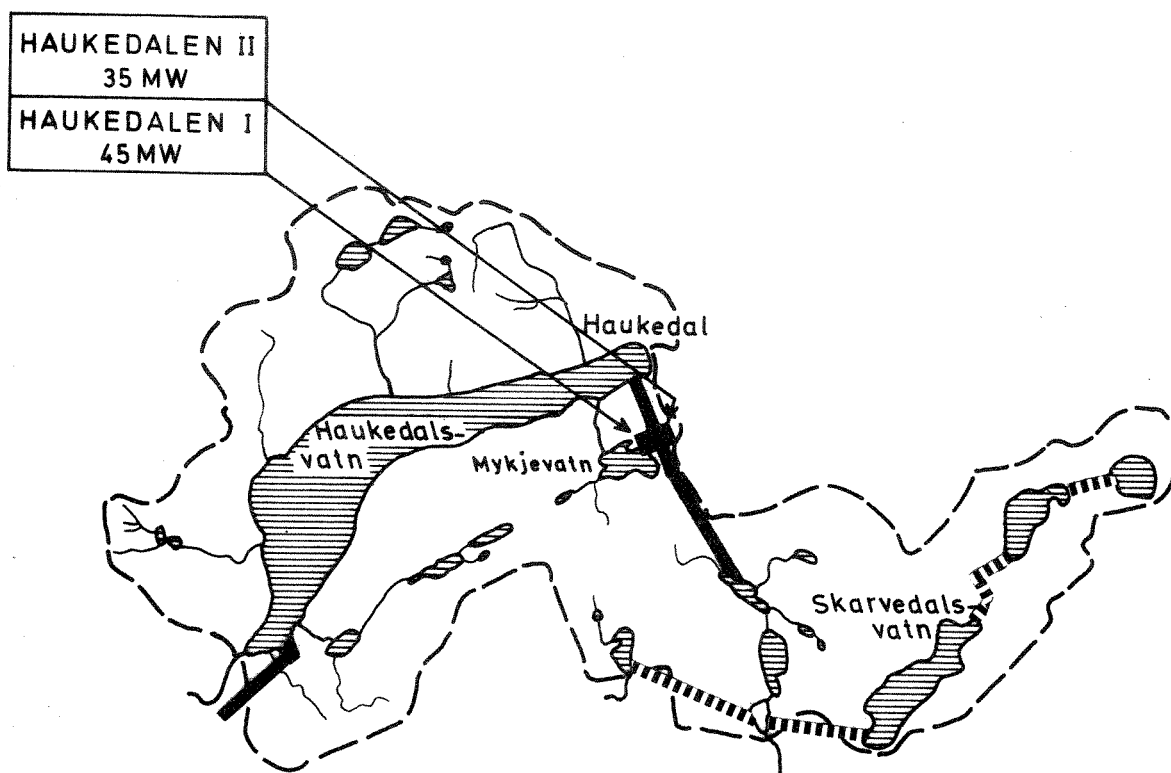 HAUKEDALEN II
35 MW
HAUKEDALEN I
45 MW
Haukedal
Haukedals-
vatn
Mykjevatn
Skarvedals-
vatn